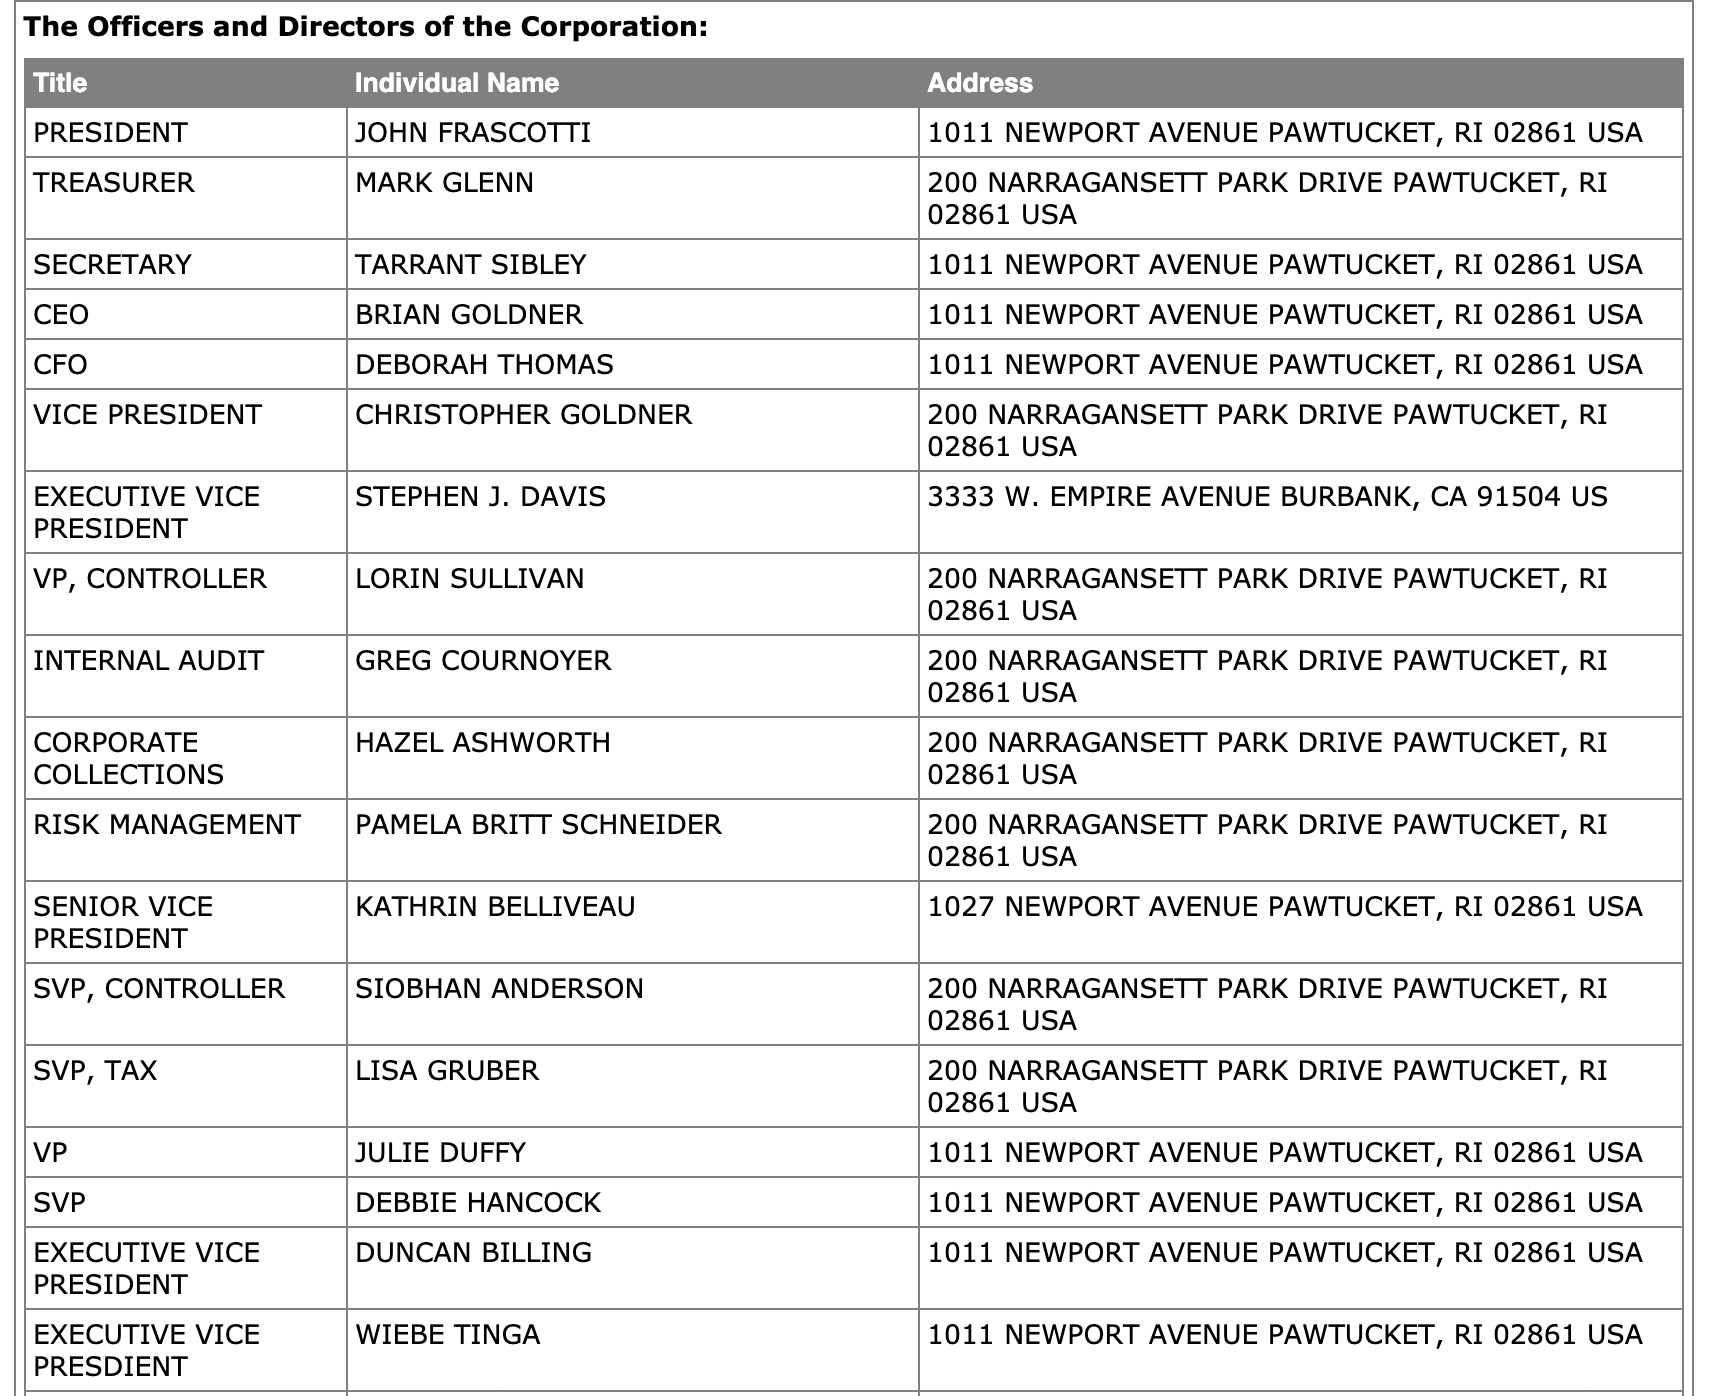 The Officers and Directors of the Corporation:
Title Individual Name Address
PRESIDENT JOHN FRASCOTTI 1011 NEWPORT AVENUE PAWTUCKET, RI 02861 USA
TREASURER MARK GLENN 200 NARRAGANSETT PARK DRIVE PAWTUCKET, RI
02861 USA
SECRETARY TARRANT SIBLEY 1011 NEWPORT AVENUE PAWTUCKET, RI 02861 USA
CEO BRIAN GOLDNER 1011 NEWPORT AVENUE PAWTUCKET, RI 02861 USA
CFO DEBORAH THOMAS 1011 NEWPORT AVENUE PAWTUCKET, RI 02861 USA
VICE PRESIDENT CHRISTOPHER GOLDNER 200 NARRAGANSETT PARK DRIVE PAWTUCKET, RI
02861 USA
EXECUTIVE VICE STEPHEN J. DAVIS 3333 W. EMPIRE AVENUE BURBANK, CA 91504 US
PRESIDENT
VP, CONTROLLER LORIN SULLIVAN 200 NARRAGANSETT PARK DRIVE PAWTUCKET, RI
02861 USA
INTERNAL AUDIT GREG COURNOYER 200 NARRAGANSETT PARK DRIVE PAWTUCKET, RI
02861 USA
CORPORATE HAZEL ASHWORTH 200 NARRAGANSETT PARK DRIVE PAWTUCKET, RI
COLLECTIONS 02861 USA
RISK MANAGEMENT PAMELA BRITT SCHNEIDER 200 NARRAGANSETT PARK DRIVE PAWTUCKET, RI
02861 USA
SENIOR VICE KATHRIN BELLIVEAU 1027 NEWPORT AVENUE PAWTUCKET, RI 02861 USA
PRESIDENT
SVP, CONTROLLER SIOBHAN ANDERSON 200 NARRAGANSETT PARK DRIVE PAWTUCKET, RI
02861 USA
SVP, TAX LISA GRUBER 200 NARRAGANSETT PARK DRIVE PAWTUCKET, RI
02861 USA
VP JULIE DUFFY 1011 NEWPORT AVENUE PAWTUCKET, RI 02861 USA
SVP DEBBIE HANCOCK 1011 NEWPORT AVENUE PAWTUCKET, RI 02861 USA
EXECUTIVE VICE DUNCAN BILLING 1011 NEWPORT AVENUE PAWTUCKET, RI 02861 USA
PRESIDENT
EXECUTIVE VICE WIEBE TINGA 1011 NEWPORT AVENUE PAWTUCKET, RI 02861 USA
PRESDIENT